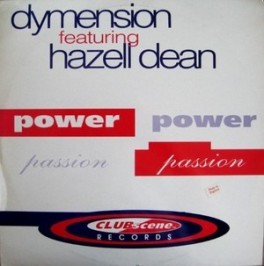 dymension
featuring
hazell dean
power power
passion passion
CLUBscene
RECORDS